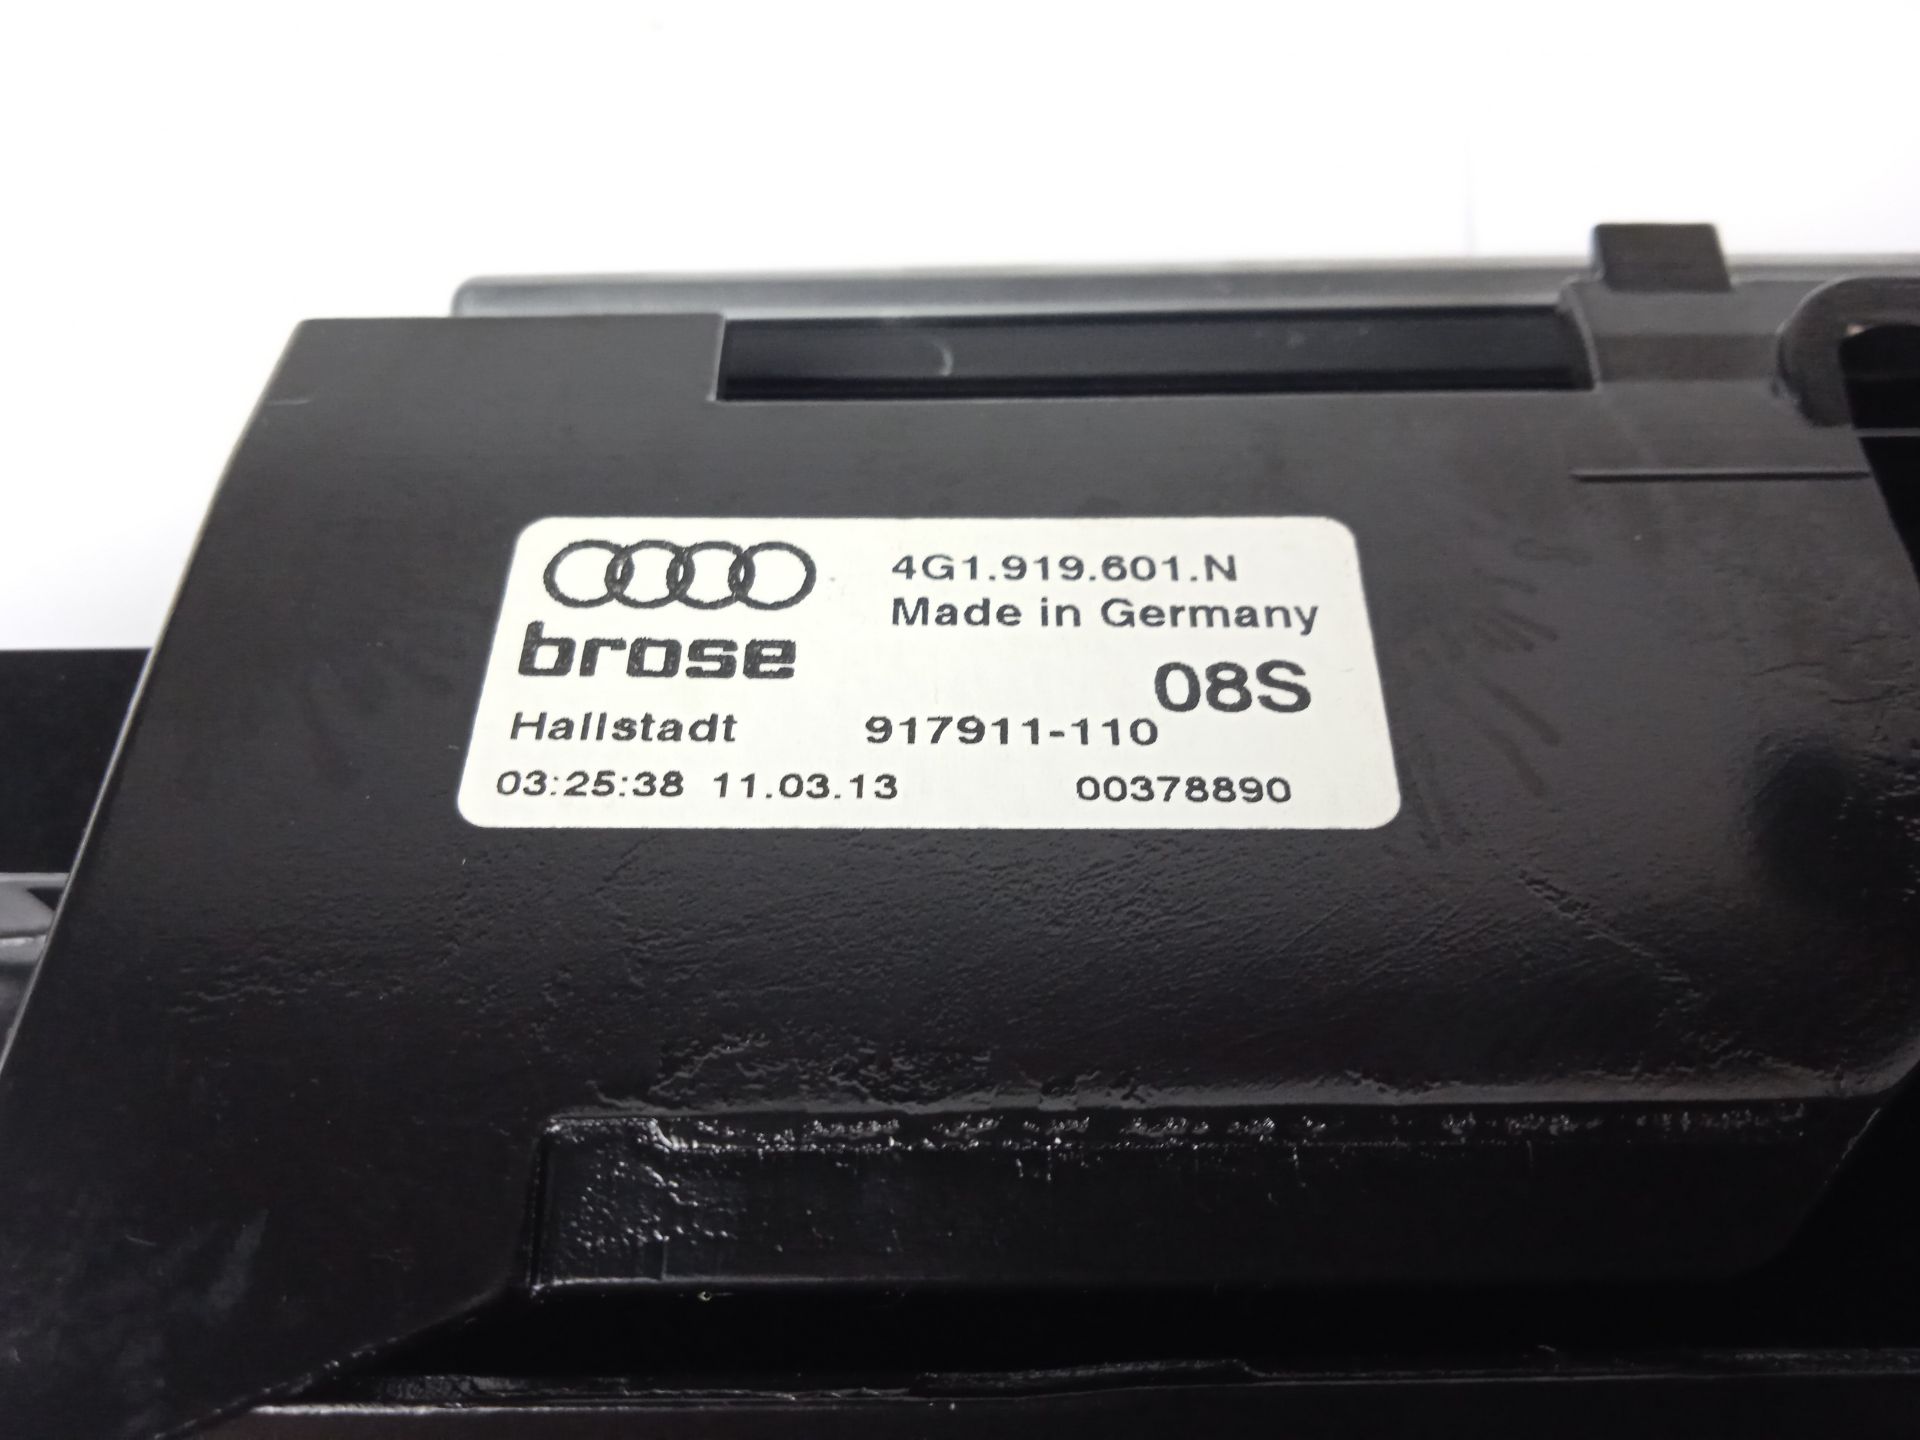 4G1.919.601.N
Made in Germany
brose
08S
Hallstadt 917911-110
03:25:38 11.03.13 00378890